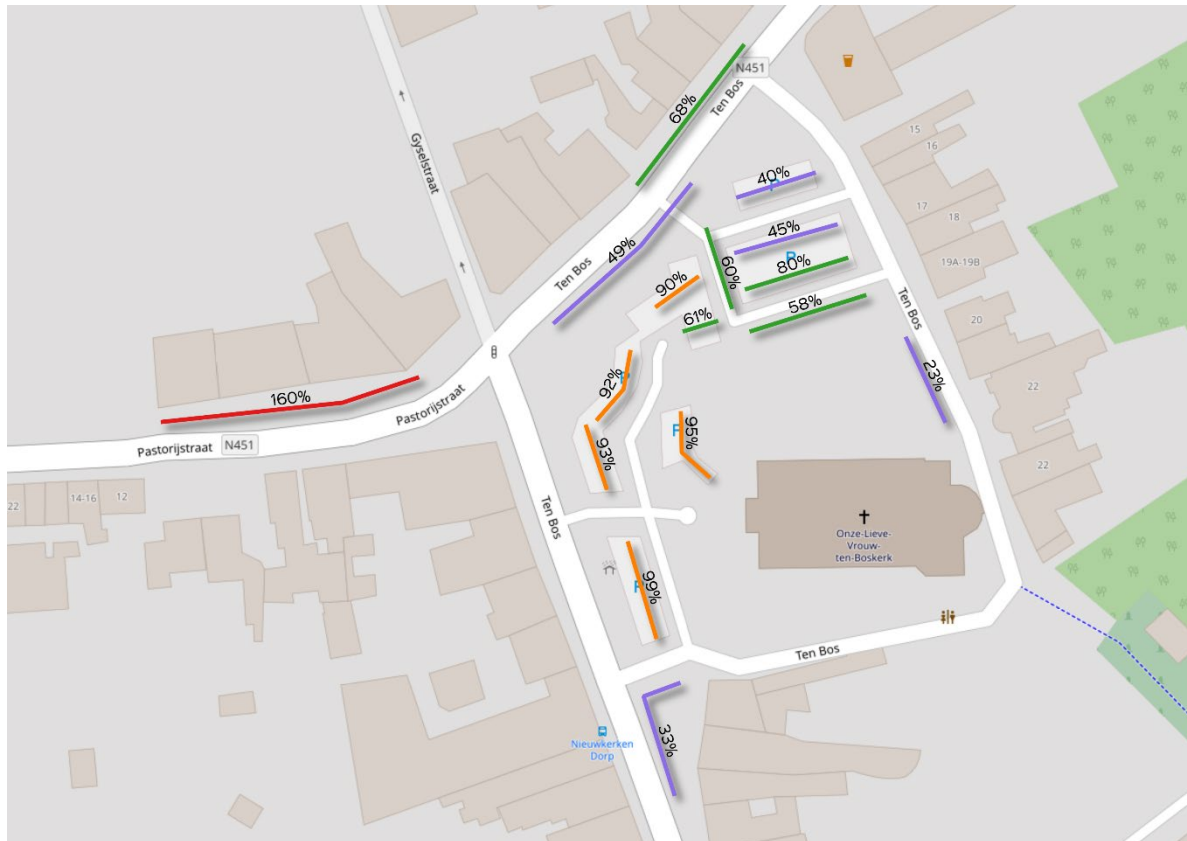 N451
Ten Bos
68%
Gyselstraat
15
16
40%
17
18
45%
19A-19B
49%
60%
80%
Ten Bos
90%
58%
Ten Bos
61%
20
P
92%
23%
22
160%
Pastorijstraat
P
95%
Pastorijstraat
N451
93%
22
14-16
12
22
Ten Bos
Onze-Lieve-
Vrouw-
ten-Boskerk
P
99%
Ten Bos
33%
Nieuwkerken
Dorp